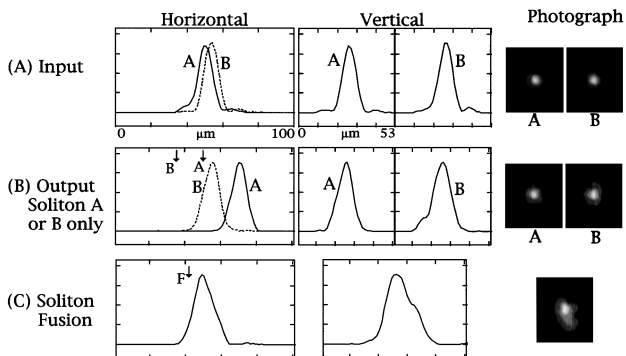 Horizontal
Vertical
Photograph
(A) Input
A
B
A
B
A
B
0
μm
100
0
μm
53
(B) Output
Soliton A
or B only
B
A
B
A
A
B
A
B
(C) Soliton
Fusion
F